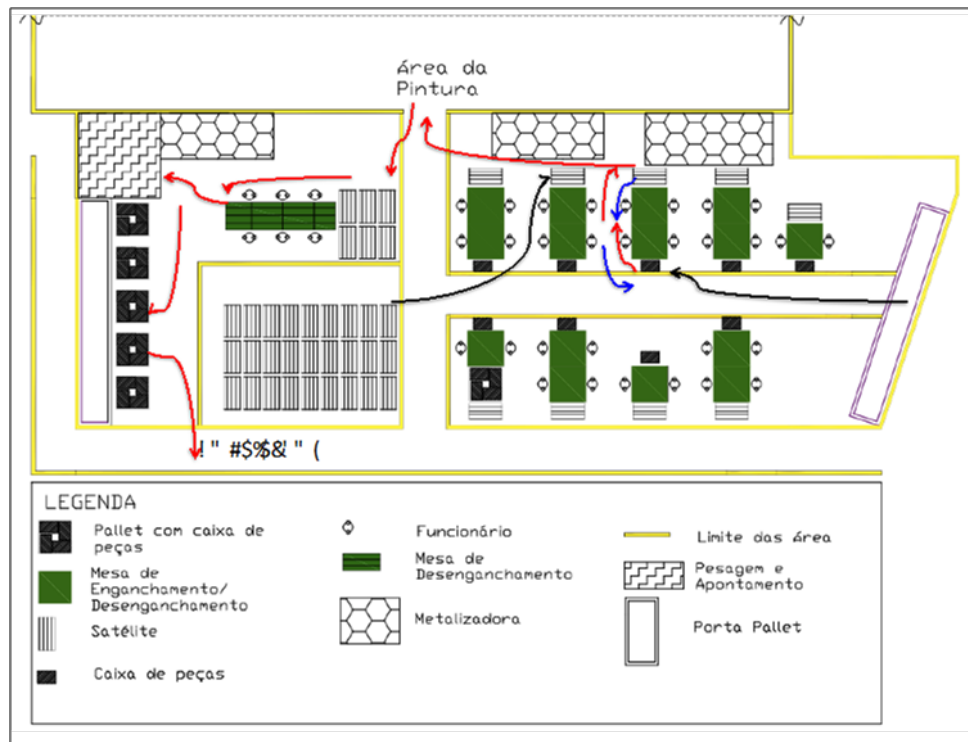 Área da
Pintura
! " #$%$&' " (
LEGENDA
Pallet com caixa de
peças
Mesa de
Enganchamento/
Desenganchamento
Satélite
Caixa de peças
Funcionário
Mesa de
Desenganchamento
Metalizadora
Limite das área
Pesagem e
Apontamento
Porta Pallet